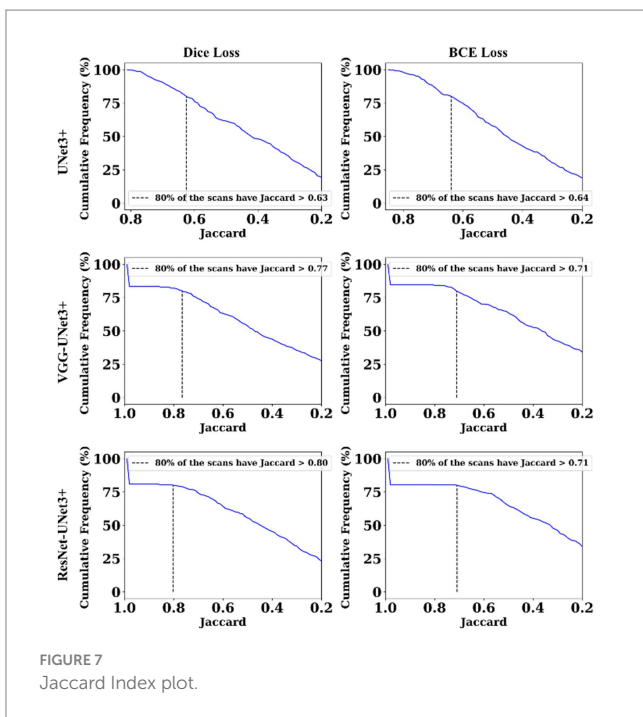 Dice Loss
BCE Loss
UNet3+
Cumulative Frequency (%)
100
75
50
25
0
80% of the scans have Jaccard > 0.63
0.8 0.6 0.4 0.2
Jaccard
Cumulative Frequency (%)
100
75
50
25
0
80% of the scans have Jaccard > 0.64
0.8 0.6 0.4 0.2
Jaccard
VGG-UNet3+
Cumulative Frequency (%)
100
75
50
25
0
80% of the scans have Jaccard > 0.77
1.0 0.8 0.6 0.4 0.2
Jaccard
Cumulative Frequency (%)
100
75
50
25
0
80% of the scans have Jaccard > 0.71
1.0 0.8 0.6 0.4 0.2
Jaccard
ResNet-UNet3+
Cumulative Frequency (%)
100
75
50
25
0
80% of the scans have Jaccard > 0.80
1.0 0.8 0.6 0.4 0.2
Jaccard
Cumulative Frequency (%)
100
75
50
25
0
80% of the scans have Jaccard > 0.71
1.0 0.8 0.6 0.4 0.2
Jaccard
FIGURE 7
Jaccard Index plot.